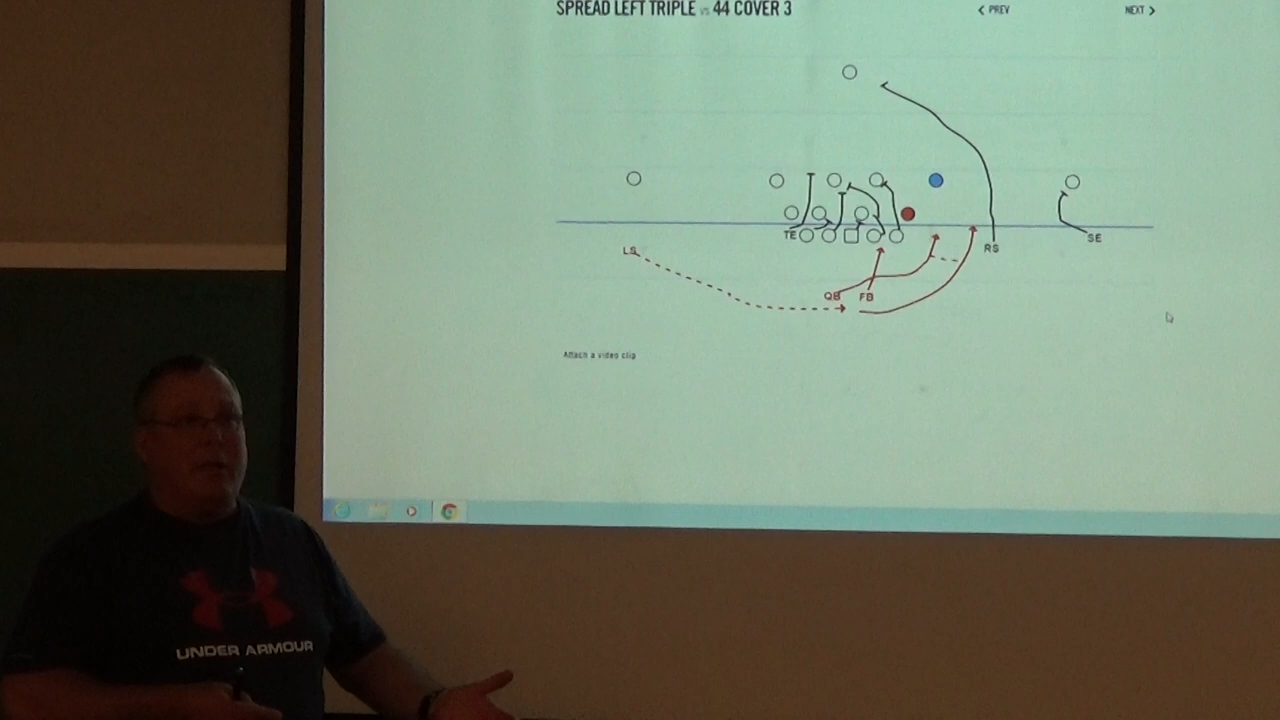 SPREAD LEFT TRIPLE vs 44 COVER 3
< PREV
NEXT >
TE
LS
RS
SE
QB
FB
Attach a video clip
UNDER ARMOUR